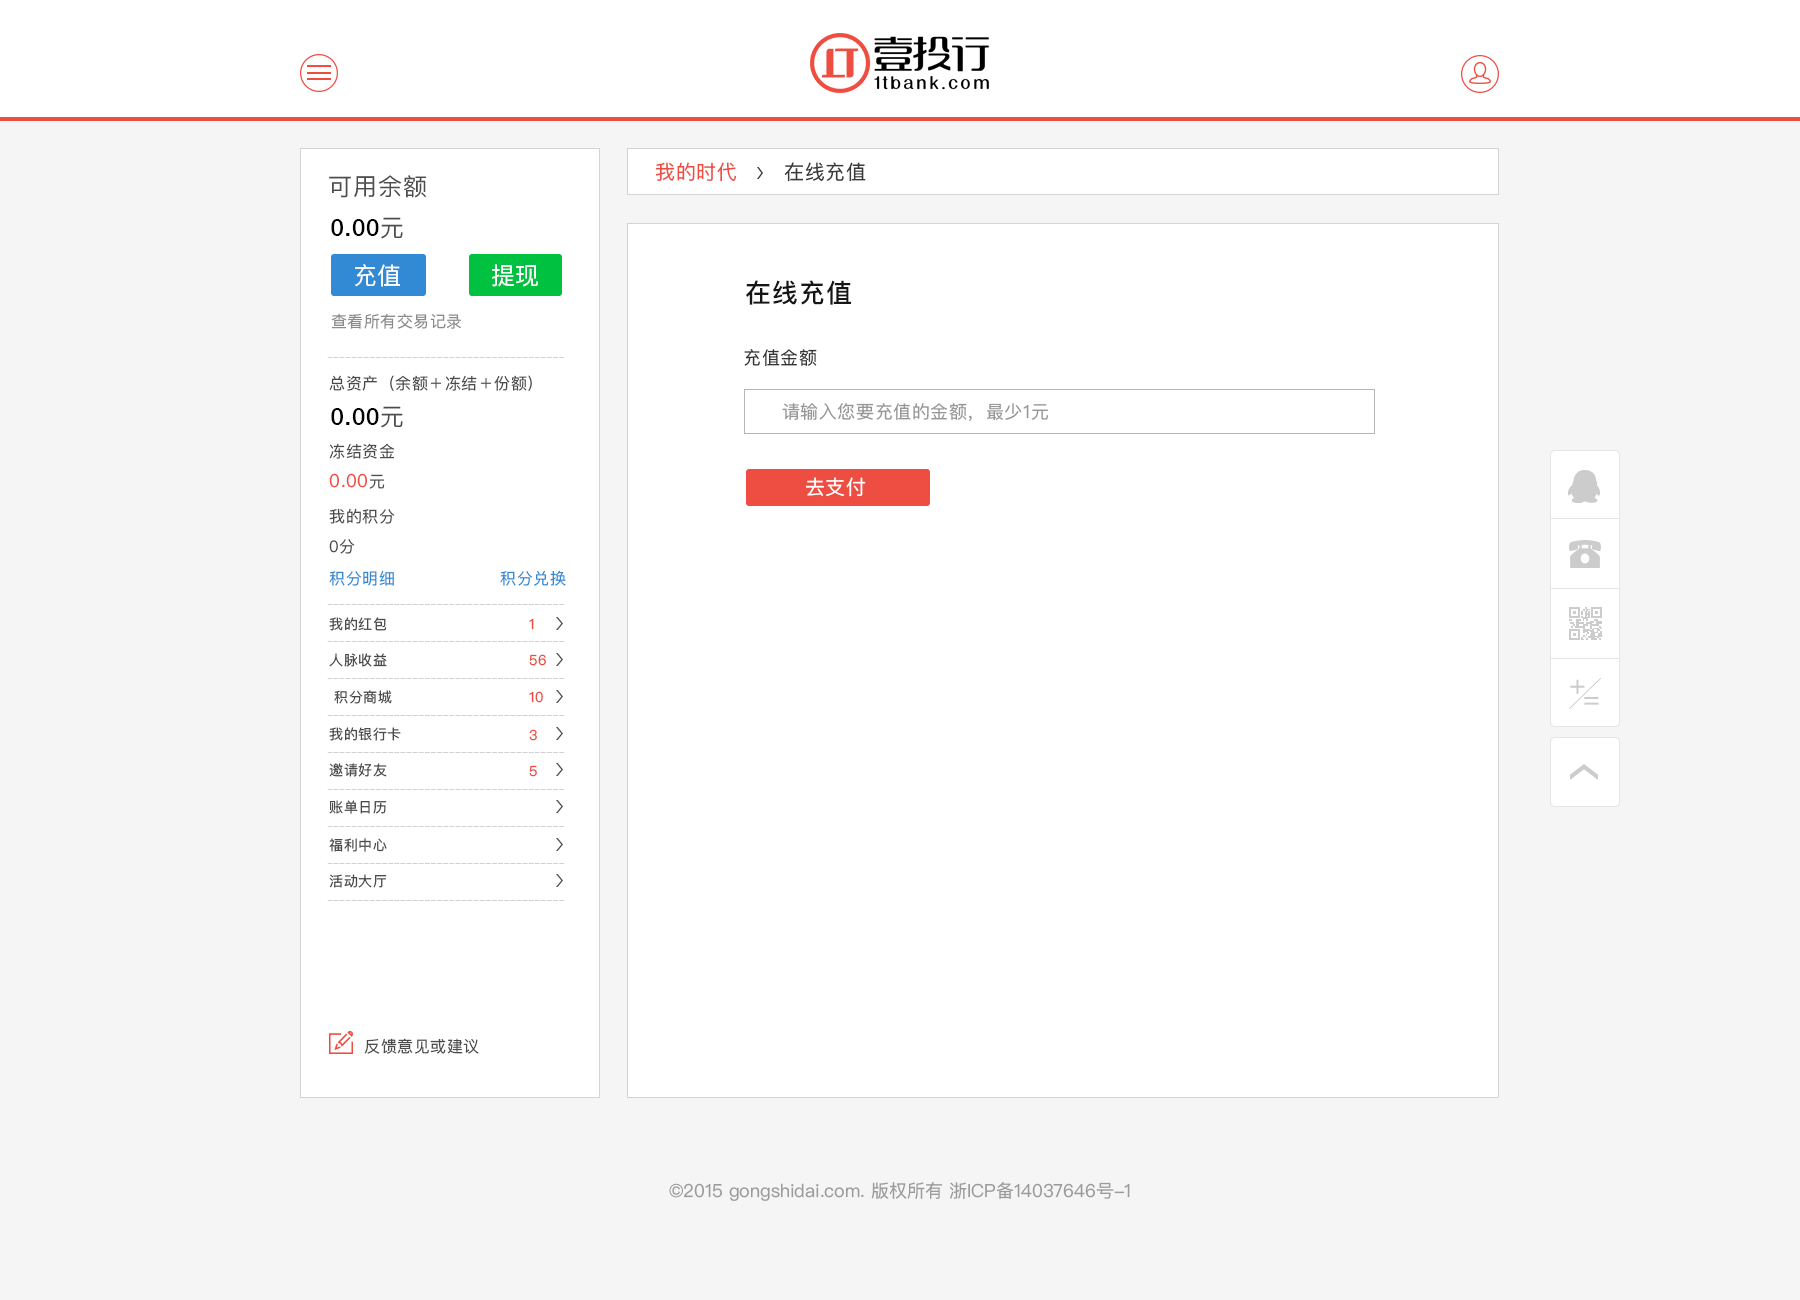 壹投行
1tbank.com
可用余额
0.00元
充值 提现
查看所有交易记录
总资产（余额+冻结+份额）
0.00元
冻结资金
0.00元
我的积分
0分
积分明细 积分兑换
我的红包 1
人脉收益 56
积分商城 10
我的银行卡 3
邀请好友 5
账单日历
福利中心
活动大厅
反馈意见或建议
我的时代 > 在线充值
在线充值
充值金额
请输入您要充值的金额，最少1元
去支付
©2015 gongshidai.com. 版权所有 浙ICP备14037646号-1